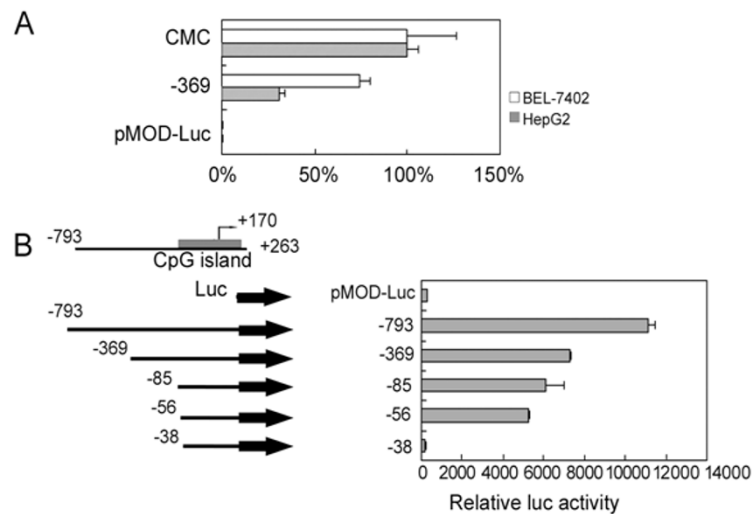 A
CMC
-369
pMOD-Luc
0% 50% 100% 150%
BEL-7402
HepG2
B
-793 +170
+263
CpG island
Luc
-793
-369
-85
-56
-38
pMOD-Luc
-793
-369
-85
-56
-38
0 2000 4000 6000 8000 10000 12000 14000
Relative luc activity